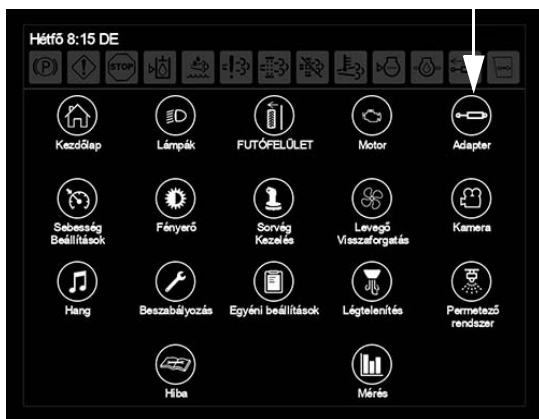 Hétfő 8:15 DE
(P) STOP
Kezdőlap Lámpák FUTÓFELÜLET Motor Adapter
Sebesség Beállítások Fényerő Sorvég Kezelés Levegő Visszaforgatás Kamera
Hang Beszabályozás Egyéni beállítások Légtelenítés Permetező rendszer
Hiba Mérés